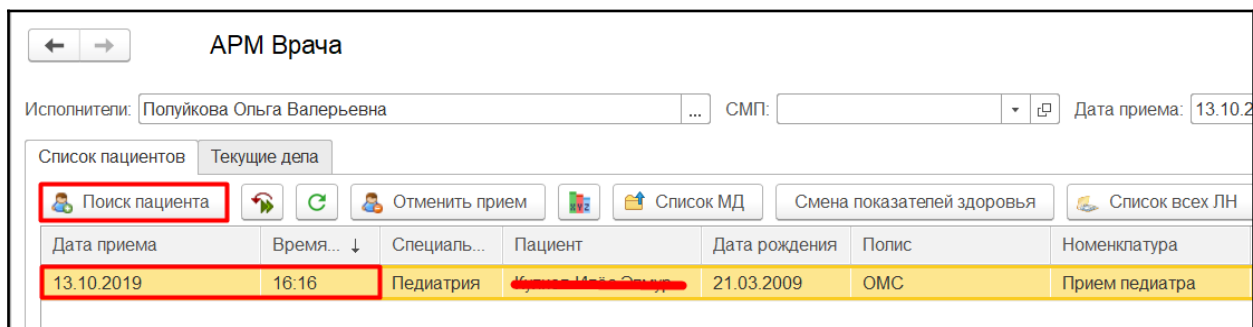 АРМ Врача
Исполнители: Полуйкова Ольга Валерьевна ... СМП: Дата приема: 13.10.2
Список пациентов Текущие дела
Поиск пациента Отменить прием Список МД Смена показателей здоровья Список всех ЛН
Дата приема Время... ↓ Специаль... Пациент Дата рождения Полис Номенклатура
13.10.2019 16:16 Педиатрия 21.03.2009 ОМС Прием педиатра